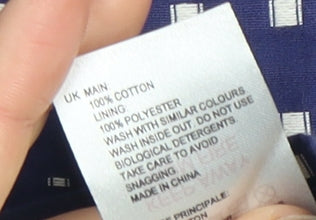 UK MAIN
100% COTTON
LINING:
100% POLYESTER
WASH WITH SIMILAR COLOURS
WASH INSIDE OUT. DO NOT USE
BIOLOGICAL DETERGENTS
TAKE CARE TO AVOID
SNAGGING
MADE IN CHINA
PRINCIPALE: